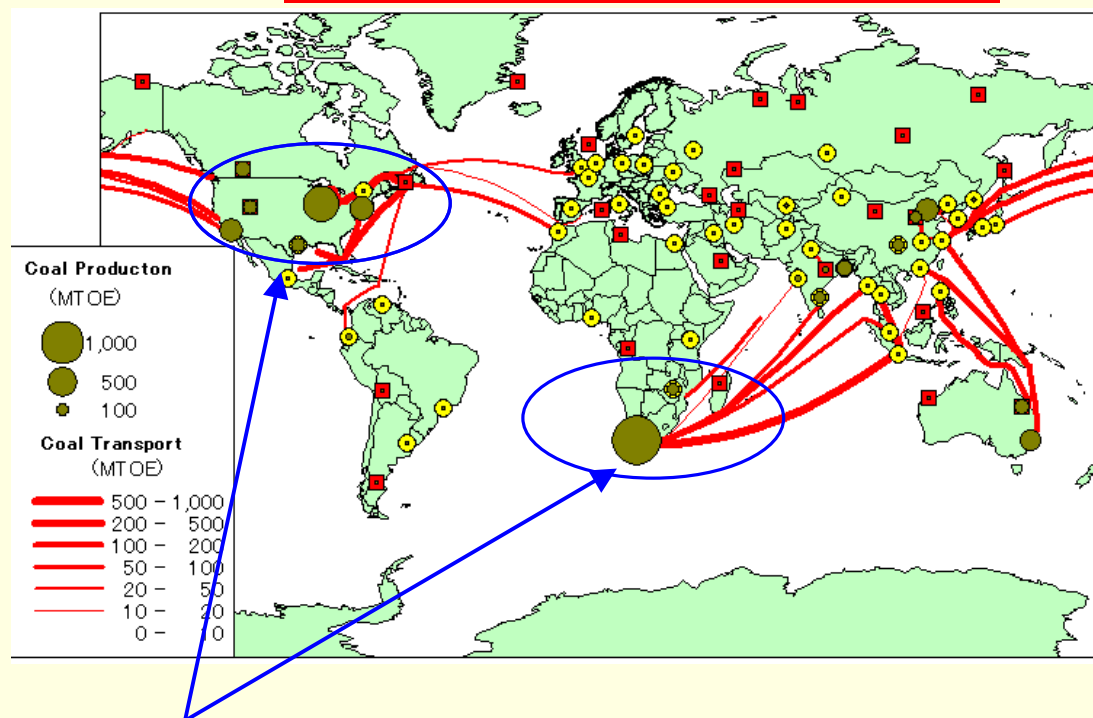 Coal Producton
(MTOE)
1,000
500
100
Coal Transport
(MTOE)
500 - 1,000
200 - 500
100 - 200
50 - 100
20 - 50
10 - 20
0 - 10